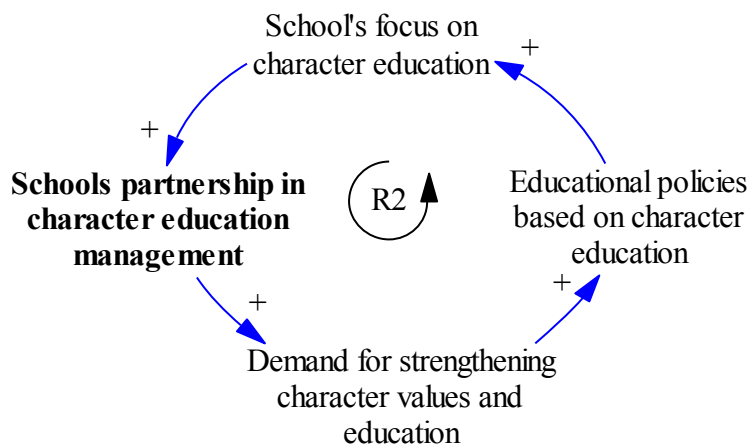 School's focus on
character education
+
+
Schools partnership in
character education
management
R2
Educational policies
based on character
education
+
+
Demand for strengthening
character values and
education